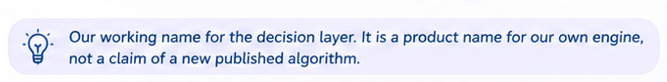 Our working name for the decision layer. It is a product name for our own engine,
not a claim of a new published algorithm.